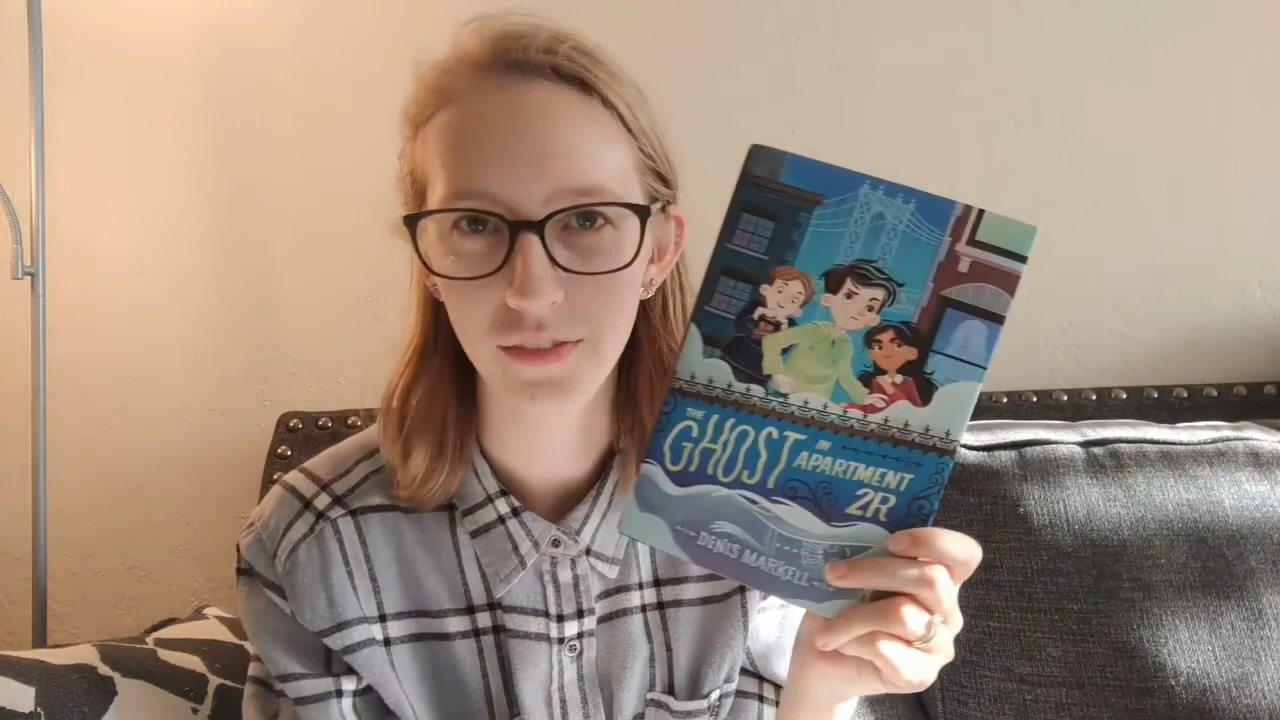 THE
GHOST IN
APARTMENT
2R
DENIS MARKELL